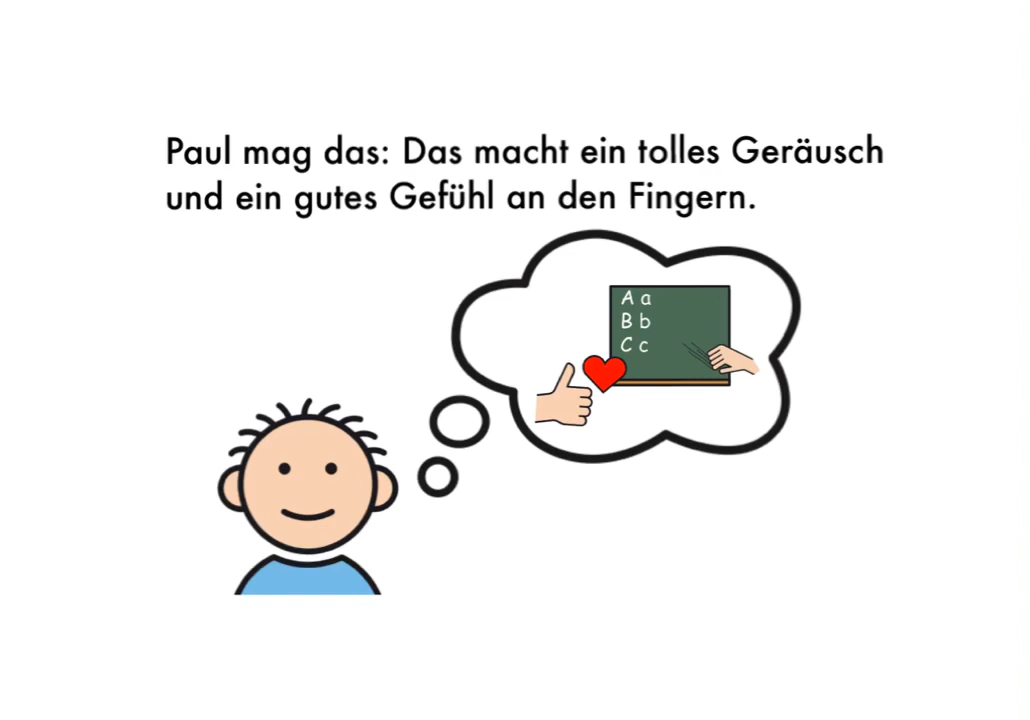 Paul mag das: Das macht ein tolles Geräusch
und ein gutes Gefühl an den Fingern.
A a
B b
C c